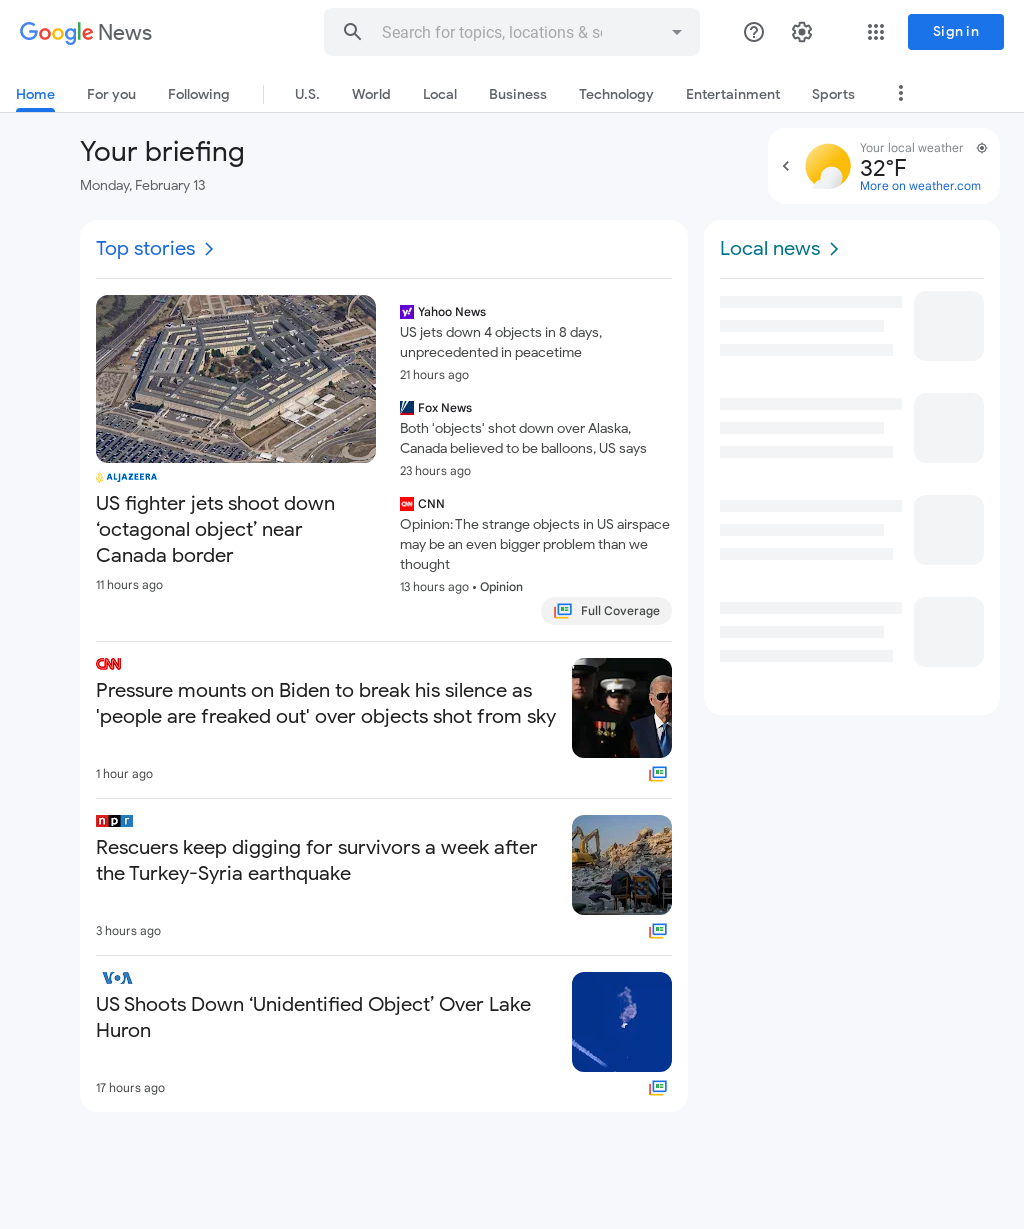 Google News
Search for topics, locations & so
Sign in
Home
For you
Following
U.S.
World
Local
Business
Technology
Entertainment
Sports
Your briefing
Monday, February 13
Your local weather
32°F
More on weather.com
Top stories
ALJAZEERA
US fighter jets shoot down
‘octagonal object’ near
Canada border
11 hours ago
Yahoo News
US jets down 4 objects in 8 days,
unprecedented in peacetime
21 hours ago
Fox News
Both 'objects' shot down over Alaska,
Canada believed to be balloons, US says
23 hours ago
CNN
CNN
Opinion: The strange objects in US airspace
may be an even bigger problem than we
thought
13 hours ago • Opinion
Full Coverage
CNN
Pressure mounts on Biden to break his silence as
'people are freaked out' over objects shot from sky
1 hour ago
npr
Rescuers keep digging for survivors a week after
the Turkey-Syria earthquake
3 hours ago
VOA
US Shoots Down ‘Unidentified Object’ Over Lake
Huron
17 hours ago
Local news